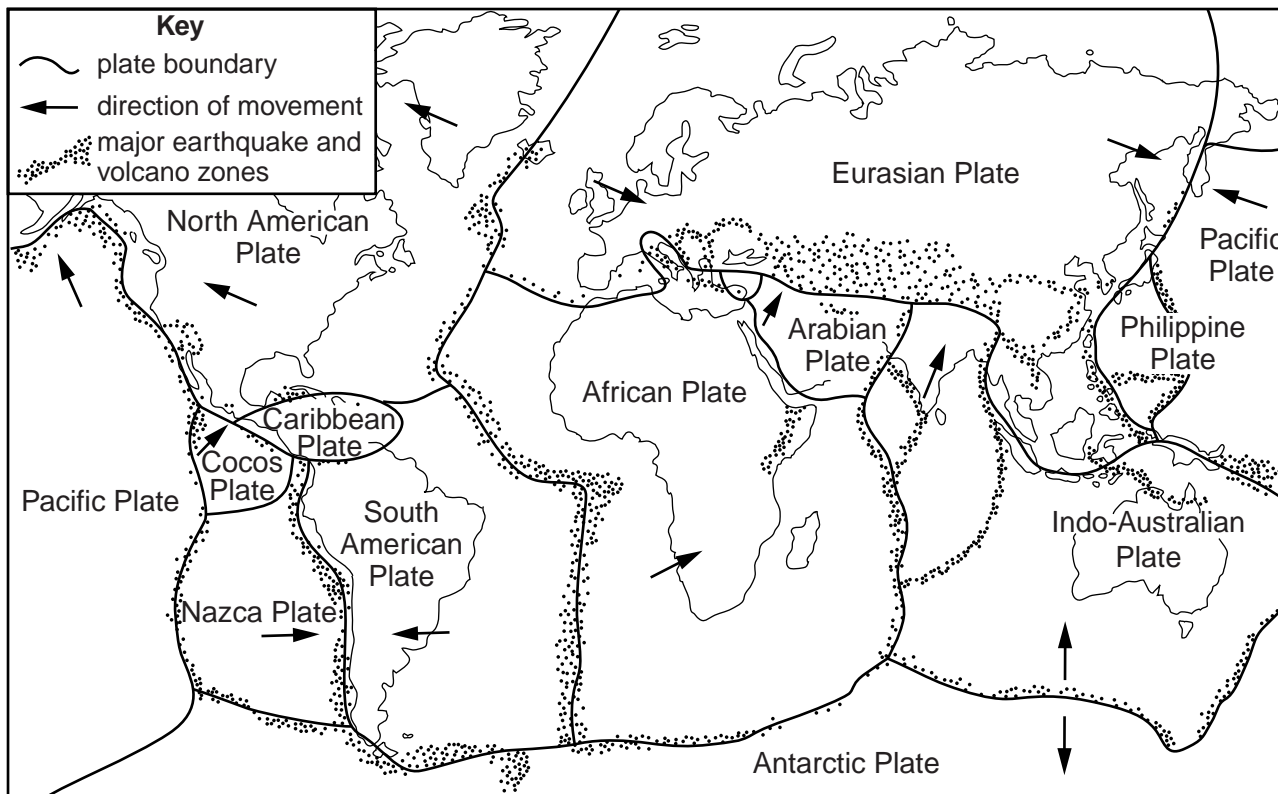 Key
plate boundary
direction of movement
major earthquake and
volcano zones
North American
Plate
Eurasian Plate
Pacific
Plate
Philippine
Plate
Arabian
Plate
African Plate
Caribbean
Plate
Cocos
Plate
Pacific Plate
South
American
Plate
Indo-Australian
Plate
Nazca Plate
Antarctic Plate